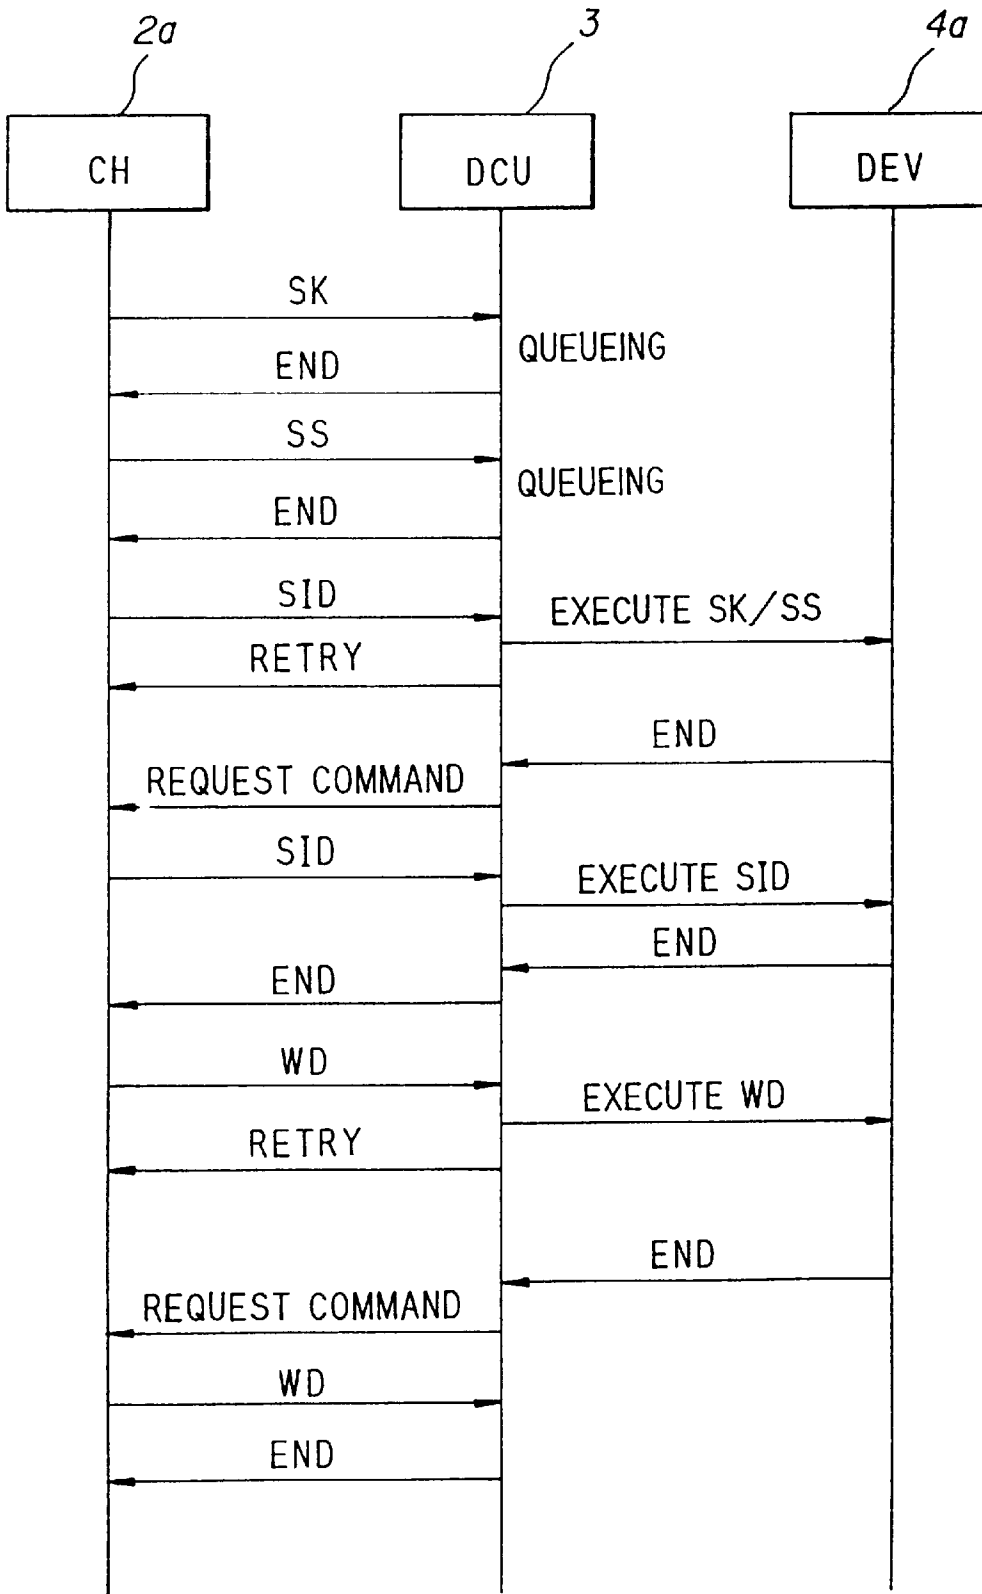 2a
3
4a
CH
DCU
DEV
SK
QUEUEING
END
SS
QUEUEING
END
SID
EXECUTE SK/SS
RETRY
END
REQUEST COMMAND
SID
EXECUTE SID
END
END
WD
EXECUTE WD
RETRY
END
REQUEST COMMAND
WD
END